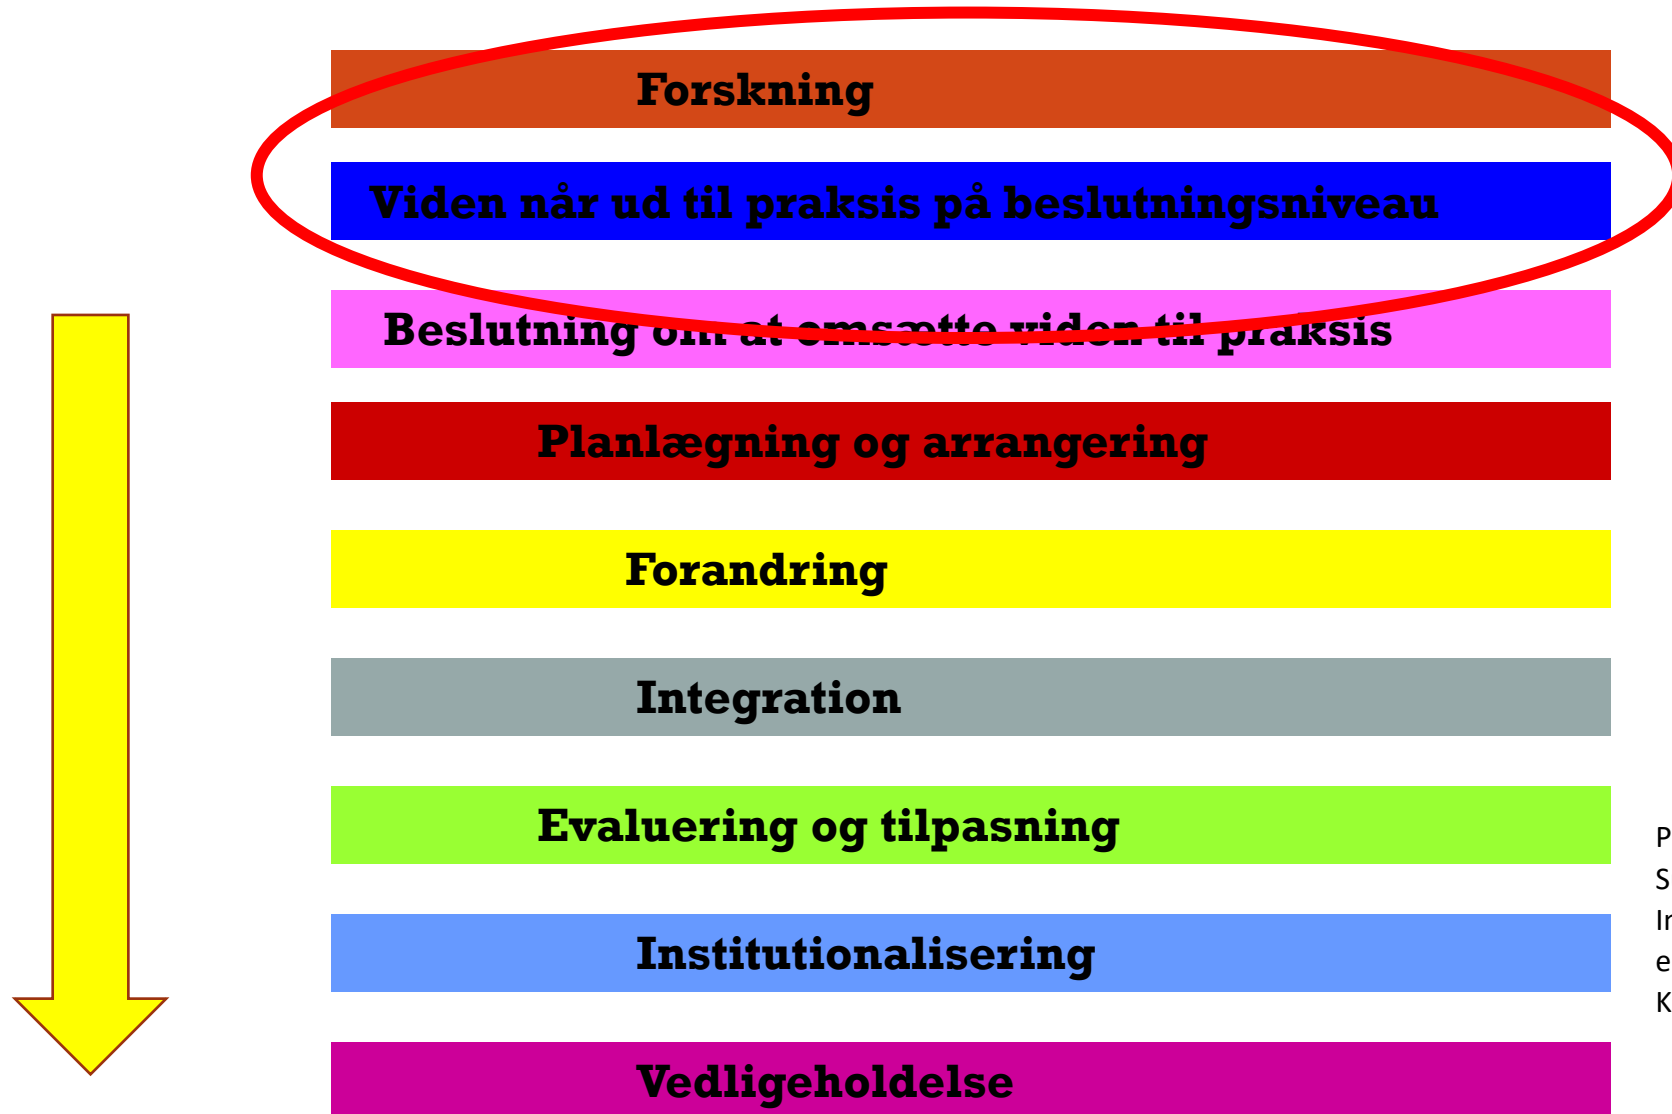 Forskning
Viden når ud til praksis på beslutningsniveau
Beslutning om at omsætte viden til praksis
Planlægning og arrangering
Forandring
Integration
Evaluering og tilpasning
Institutionalisering
Vedligeholdelse